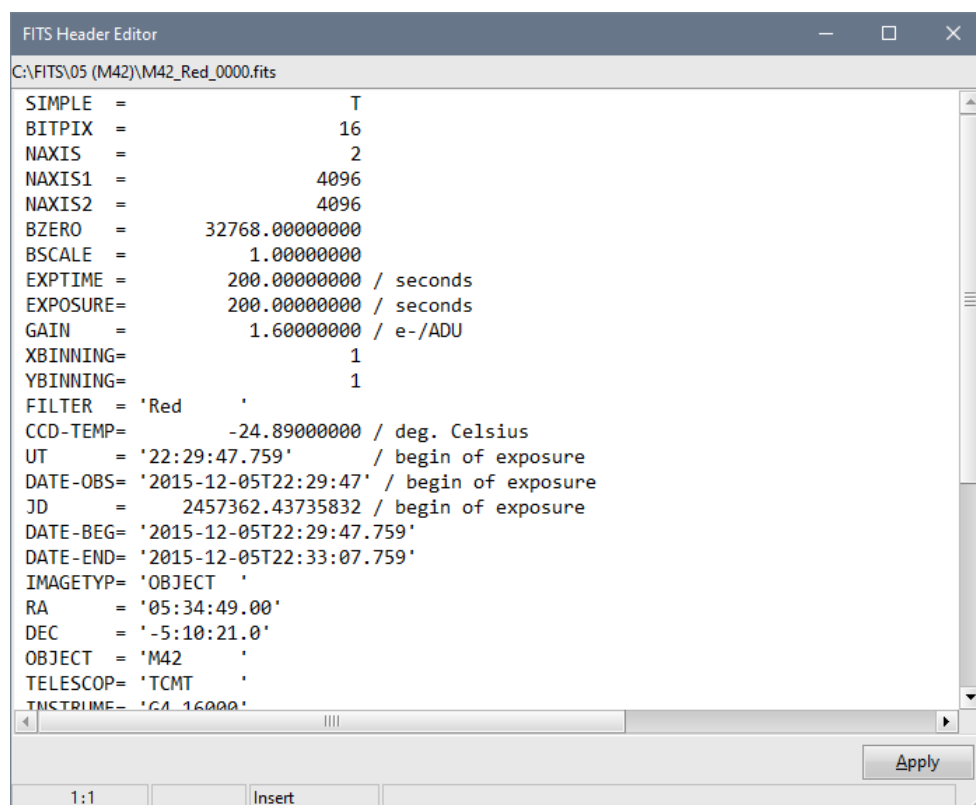 FITS Header Editor
C:\FITS\05 (M42)\M42_Red_0000.fits
SIMPLE  =                    T
BITPIX  =                   16
NAXIS   =                    2
NAXIS1  =                 4096
NAXIS2  =                 4096
BZERO   =       32768.00000000
BSCALE  =           1.00000000
EXPTIME =         200.00000000 / seconds
EXPOSURE=         200.00000000 / seconds
GAIN    =           1.60000000 / e-/ADU
XBINNING=                    1
YBINNING=                    1
FILTER  = 'Red     '
CCD-TEMP=         -24.89000000 / deg. Celsius
UT      = '22:29:47.759'       / begin of exposure
DATE-OBS= '2015-12-05T22:29:47' / begin of exposure
JD      =     2457362.43735832 / begin of exposure
DATE-BEG= '2015-12-05T22:29:47.759'
DATE-END= '2015-12-05T22:33:07.759'
IMAGETYP= 'OBJECT  '
RA      = '05:34:49.00'
DEC     = '-5:10:21.0'
OBJECT  = 'M42     '
TELESCOP= 'TCMT    '
INSTRUME= 'G4 16000'
Apply
1:1 Insert